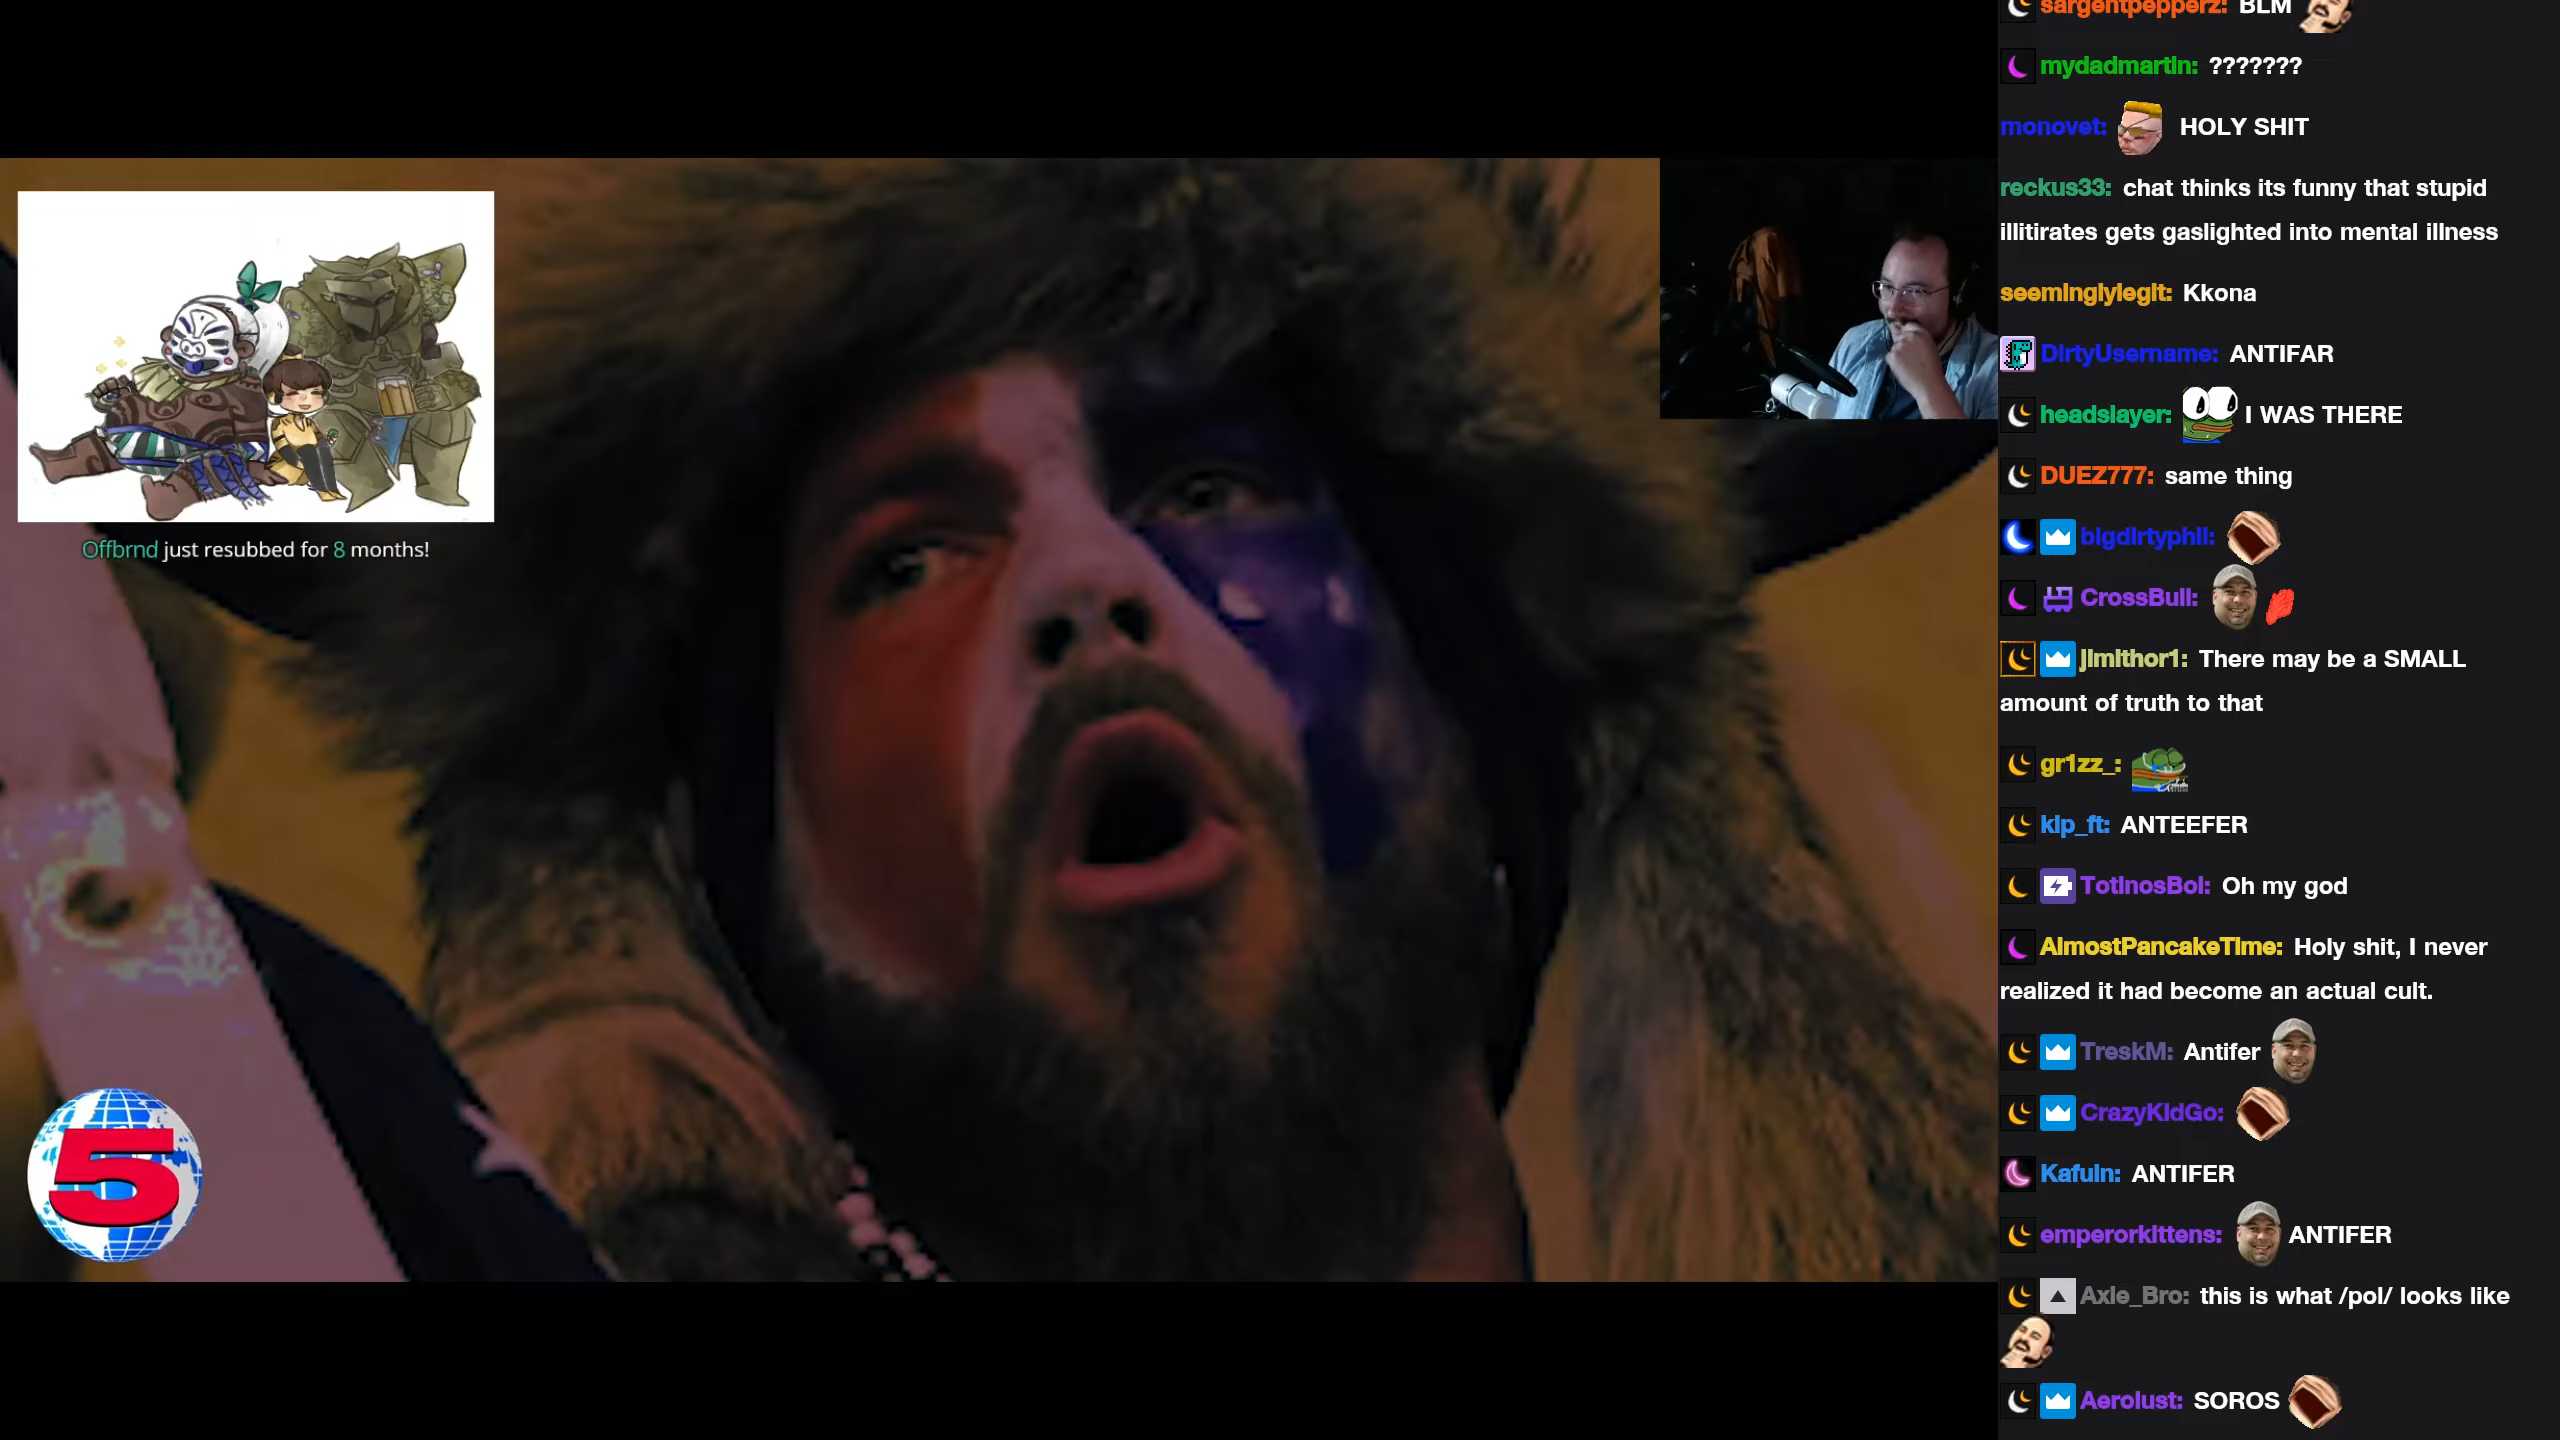 Offbrnd just resubbed for 8 months!
5
sargentpepperz: BLM
mydadmartin: ???????
monovet: HOLY SHIT
reckus33: chat thinks its funny that stupid
illitirates gets gaslighted into mental illness
seeminglylegit: Kkona
DirtyUsername: ANTIFAR
headslayer: I WAS THERE
DUEZ777: same thing
bigdirtyphil:
CrossBull:
jimithor1: There may be a SMALL
amount of truth to that
gr1zz_:
kip_ft: ANTEEFER
TotinosBoi: Oh my god
AlmostPancakeTime: Holy shit, I never
realized it had become an actual cult.
TreskM: Antifer
CrazyKidGo:
Kafuin: ANTIFER
emperorkittens: ANTIFER
Axle_Bro: this is what /pol/ looks like
Aerolust: SOROS